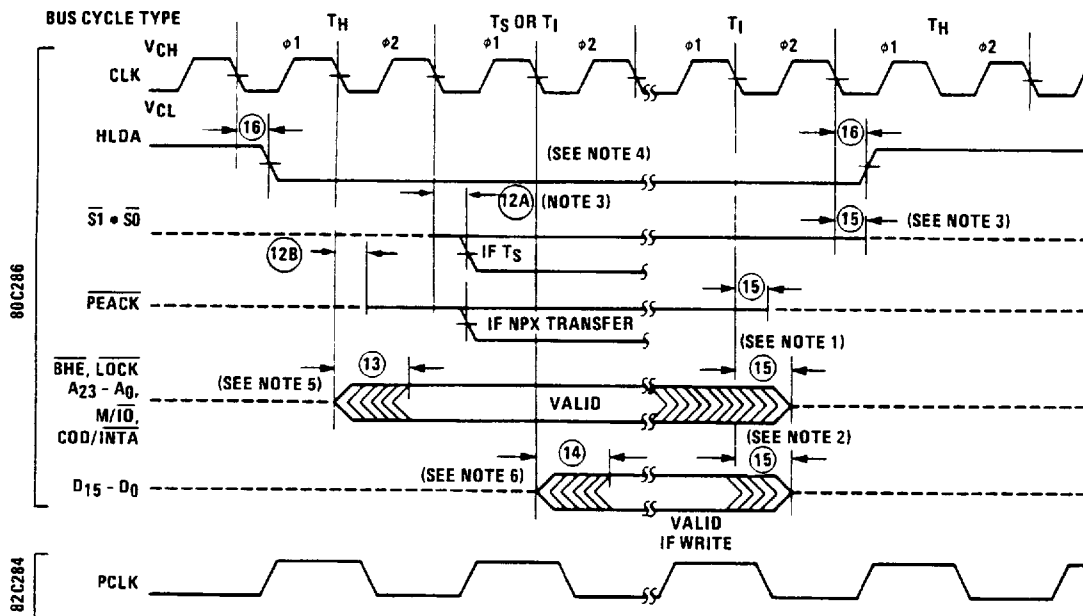 BUS CYCLE TYPE TH TS OR TI TI TH
VCH φ1 φ2 φ1 φ2 φ1 φ2 φ1 φ2
CLK
VCL
HLDA 16 (SEE NOTE 4) 16
12A (NOTE 3) 15 (SEE NOTE 3)
S1 • S0
12B IF TS
PEACK 15
IF NPX TRANSFER
(SEE NOTE 1)
BHE, LOCK 13 15
A23 – A0, (SEE NOTE 5) VALID
M/IO,
COD/INTA
(SEE NOTE 2)
14 15
(SEE NOTE 6)
D15 – D0
VALID
IF WRITE
80C286
PCLK
82C284